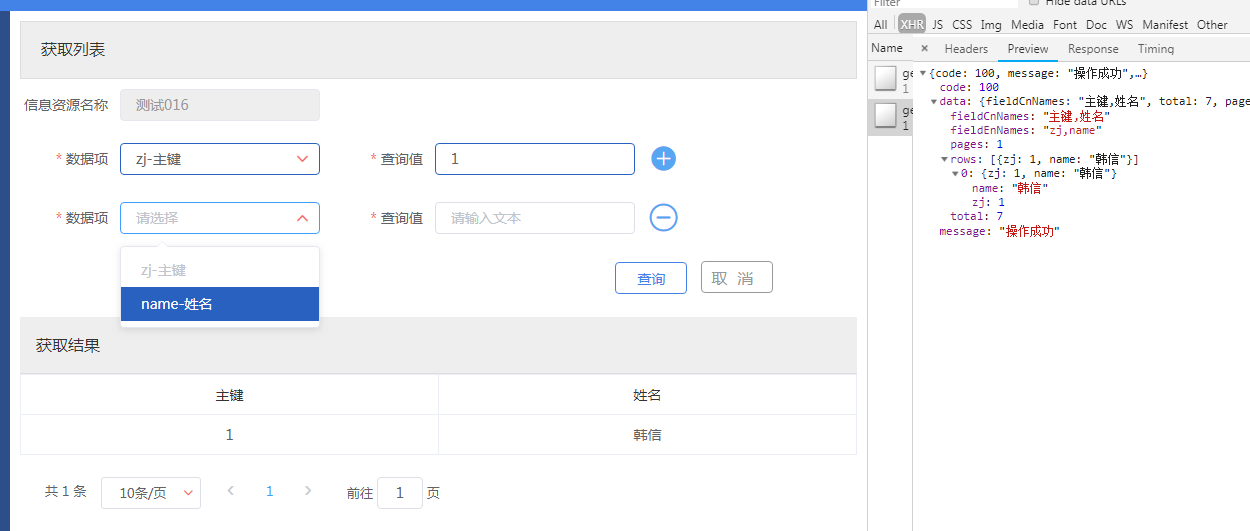 Filter
Hide data URLs
All XHR JS CSS Img Media Font Doc WS Manifest Other
Name × Headers Preview Response Timing
获取列表
信息资源名称 测试016
* 数据项 zj-主键 * 查询值 1
* 数据项 请选择 * 查询值 请输入文本
zj-主键
name-姓名
查询 取 消
获取结果
主键 姓名
1 韩信
共 1 条 10条/页 1 前往 1 页
ge
1
ge
1
{code: 100, message: "操作成功",…}
code: 100
data: {fieldCnNames: "主键,姓名", total: 7, page
fieldCnNames: "主键,姓名"
fieldEnNames: "zj,name"
pages: 1
rows: [{zj: 1, name: "韩信"}]
0: {zj: 1, name: "韩信"}
name: "韩信"
zj: 1
total: 7
message: "操作成功"